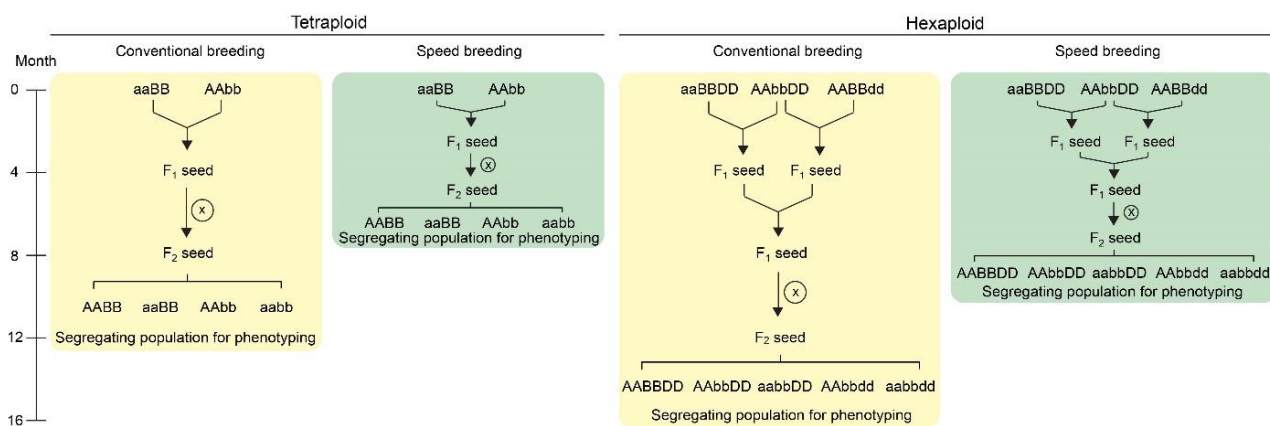 Tetraploid
Hexaploid
Conventional breeding
Speed breeding
Conventional breeding
Speed breeding
Month
0
4
8
12
16
aaBB AAbb
F₁ seed
x
F₂ seed
AABB aaBB AAbb aabb
Segregating population for phenotyping
aaBB AAbb
F₁ seed
x
F₂ seed
AABB aaBB AAbb aabb
Segregating population for phenotyping
aaBBDD AAbbDD AABBdd
F₁ seed F₁ seed
F₁ seed
x
F₂ seed
AABBDD AAbbDD aabbDD AAbbdd aabbdd
Segregating population for phenotyping
aaBBDD AAbbDD AABBdd
F₁ seed F₁ seed
F₁ seed
x
F₂ seed
AABBDD AAbbDD aabbDD AAbbdd aabbdd
Segregating population for phenotyping